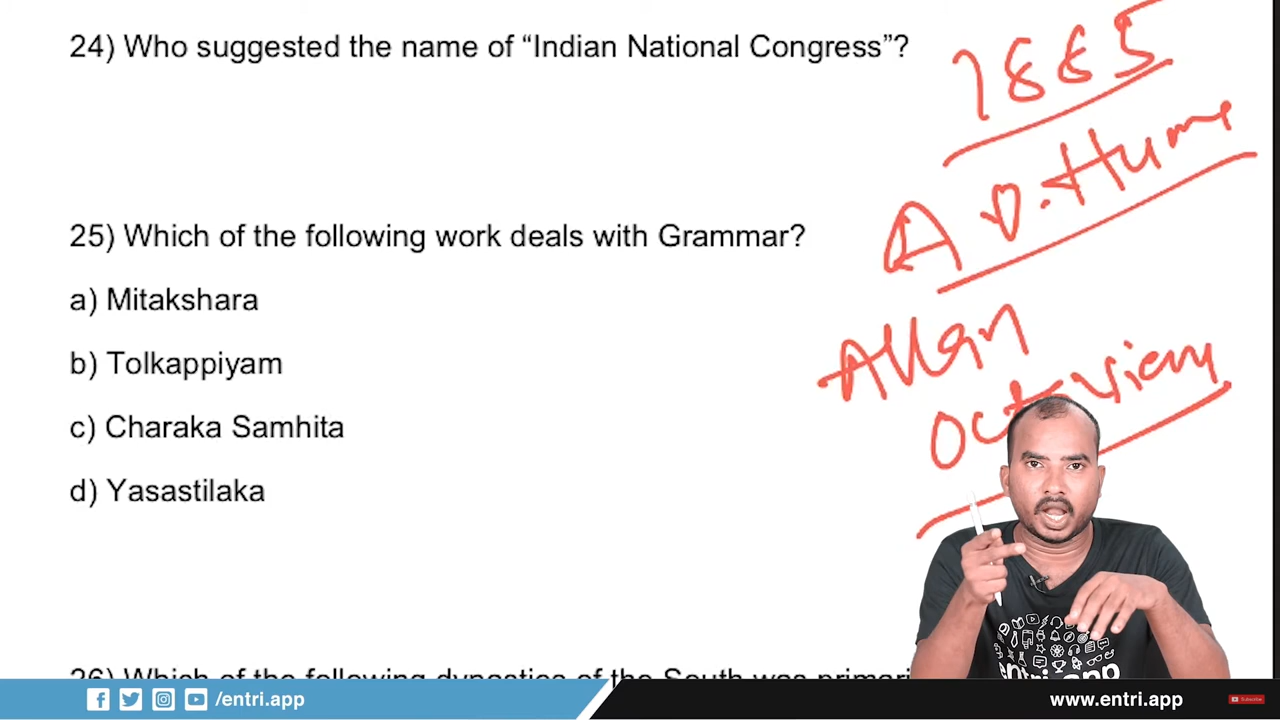 24) Who suggested the name of “Indian National Congress”?
1885
A O. Hume
25) Which of the following work deals with Grammar?
a) Mitakshara
Allan
b) Tolkappiyam
c) Charaka Samhita
d) Yasastilaka
26) Which of the following dynasties of the South was primari
/entri.app
www.entri.app
Subscribe